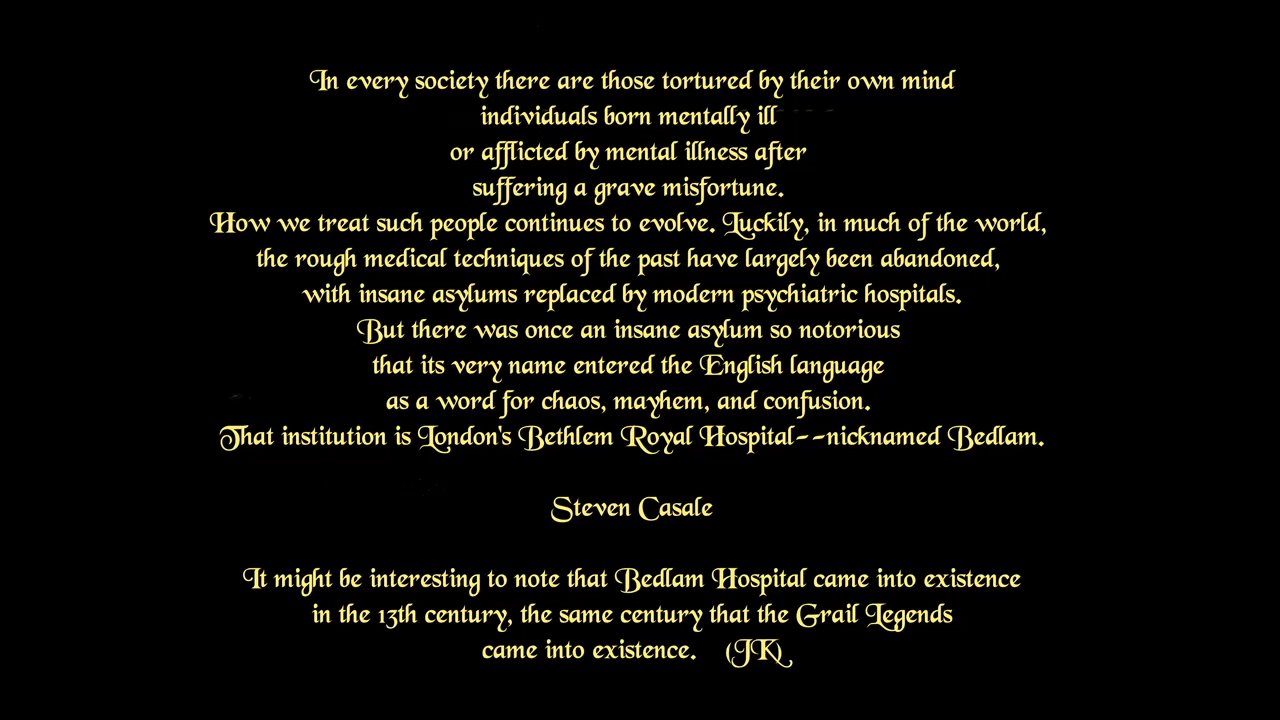 In every society there are those tortured by their own mind
individuals born mentally ill
or afflicted by mental illness after
suffering a grave misfortune.
How we treat such people continues to evolve. Luckily, in much of the world,
the rough medical techniques of the past have largely been abandoned,
with insane asylums replaced by modern psychiatric hospitals.
But there was once an insane asylum so notorious
that its very name entered the English language
as a word for chaos, mayhem, and confusion.
That institution is London's Bethlem Royal Hospital--nicknamed Bedlam.
Steven Casale
It might be interesting to note that Bedlam Hospital came into existence
in the 13th century, the same century that the Grail Legends
came into existence. (JK)